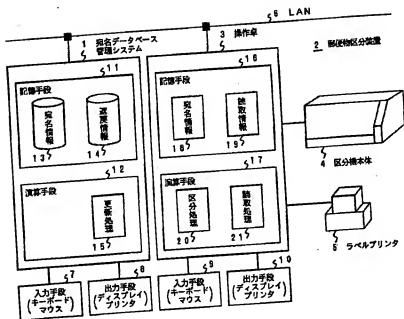 6 LAN
1 宛名データベース
管理システム
3 操作卓
2 郵便物区分装置
11
記憶手段
宛名情報
13
返戻情報
14
16
記憶手段
宛名情報
18
読取情報
19
4 区分機本体
12
演算手段
更新処理
15
17
演算手段
区分処理
20
読取処理
21
5 ラベルプリンタ
7
入力手段
(キーボード
マウス
8
出力手段
(ディスプレイ)
プリンタ
9
入力手段
(キーボード
マウス
10
出力手段
(ディスプレイ)
プリンタ